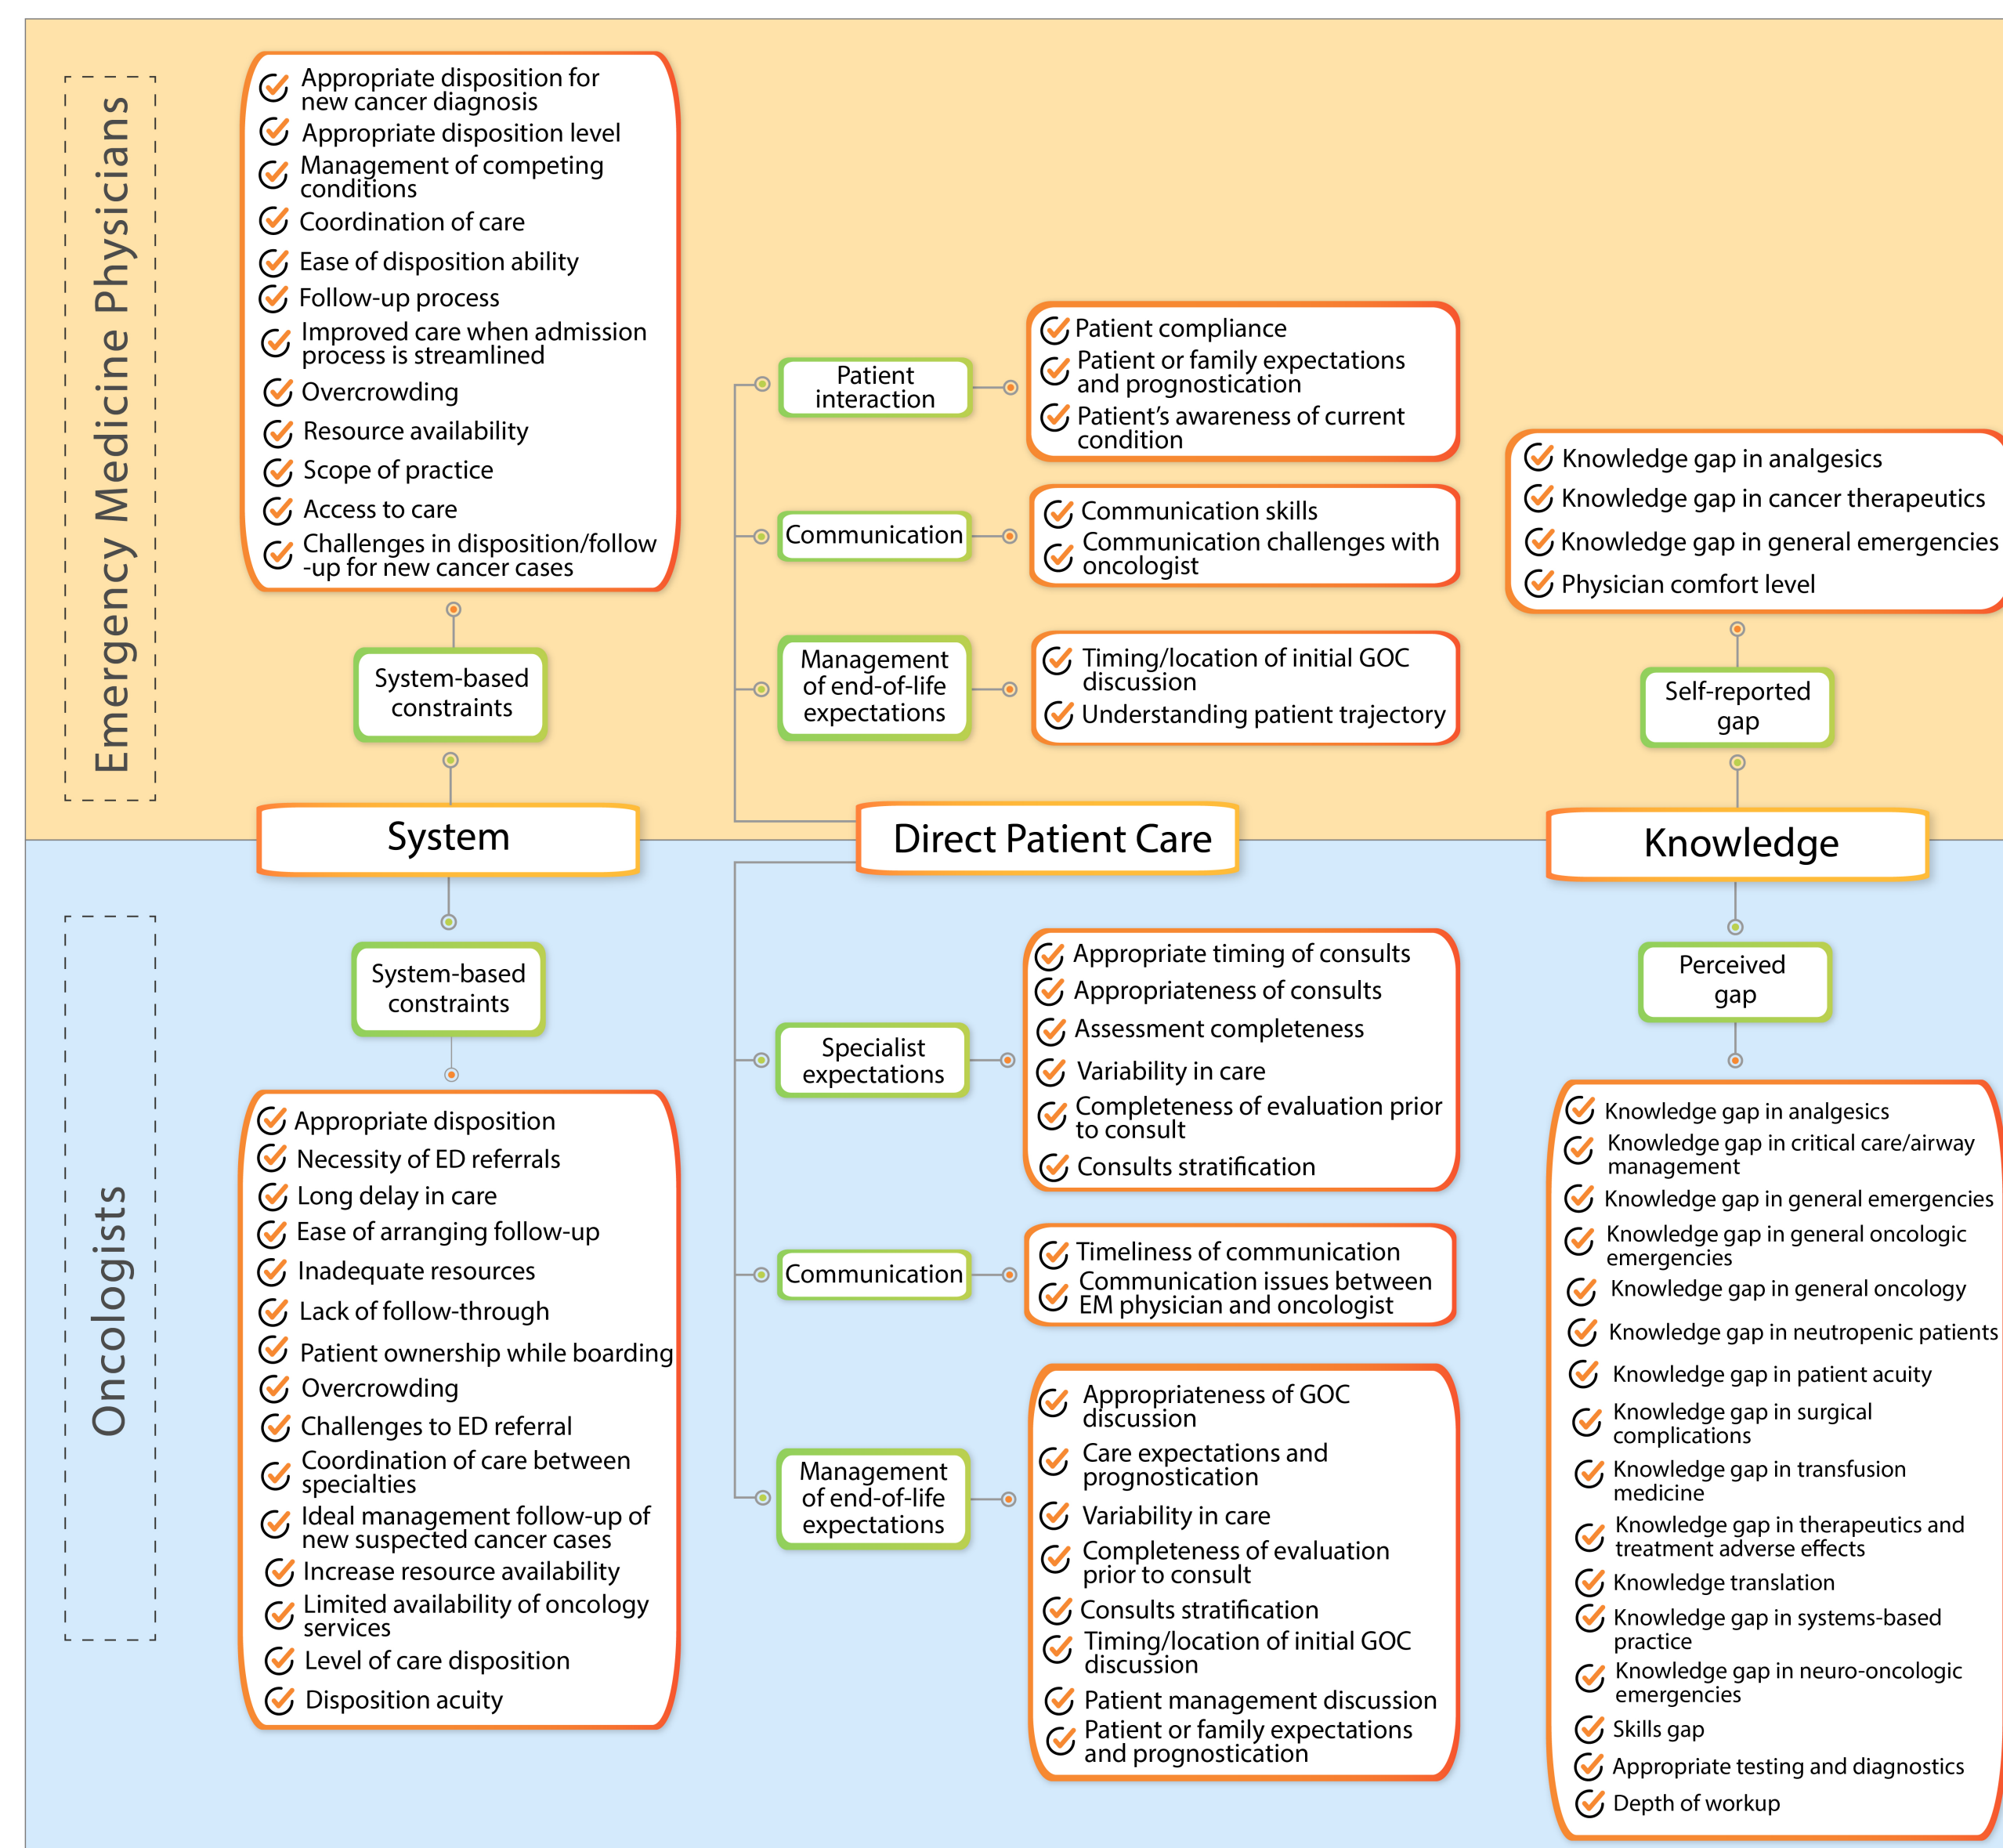 Emergency Medicine Physicians
Appropriate disposition for
new cancer diagnosis
Appropriate disposition level
Management of competing
conditions
Coordination of care
Ease of disposition ability
Follow-up process
Improved care when admission
process is streamlined
Overcrowding
Resource availability
Scope of practice
Access to care
Challenges in disposition/follow
-up for new cancer cases
System-based
constraints
Patient
interaction
Patient compliance
Patient or family expectations
and prognostication
Patient’s awareness of current
condition
Communication
Communication skills
Communication challenges with
oncologist
Management
of end-of-life
expectations
Timing/location of initial GOC
discussion
Understanding patient trajectory
Knowledge gap in analgesics
Knowledge gap in cancer therapeutics
Knowledge gap in general emergencies
Physician comfort level
Self-reported
gap
System
Direct Patient Care
Knowledge
Oncologists
System-based
constraints
Appropriate disposition
Necessity of ED referrals
Long delay in care
Ease of arranging follow-up
Inadequate resources
Lack of follow-through
Patient ownership while boarding
Overcrowding
Challenges to ED referral
Coordination of care between
specialties
Ideal management follow-up of
new suspected cancer cases
Increase resource availability
Limited availability of oncology
services
Level of care disposition
Disposition acuity
Specialist
expectations
Appropriate timing of consults
Appropriateness of consults
Assessment completeness
Variability in care
Completeness of evaluation prior
to consult
Consults stratification
Communication
Timeliness of communication
Communication issues between
EM physician and oncologist
Management
of end-of-life
expectations
Appropriateness of GOC
discussion
Care expectations and
prognostication
Variability in care
Completeness of evaluation
prior to consult
Consults stratification
Timing/location of initial GOC
discussion
Patient management discussion
Patient or family expectations
and prognostication
Perceived
gap
Knowledge gap in analgesics
Knowledge gap in critical care/airway
management
Knowledge gap in general emergencies
Knowledge gap in general oncologic
emergencies
Knowledge gap in general oncology
Knowledge gap in neutropenic patients
Knowledge gap in patient acuity
Knowledge gap in surgical
complications
Knowledge gap in transfusion
medicine
Knowledge gap in therapeutics and
treatment adverse effects
Knowledge translation
Knowledge gap in systems-based
practice
Knowledge gap in neuro-oncologic
emergencies
Skills gap
Appropriate testing and diagnostics
Depth of workup